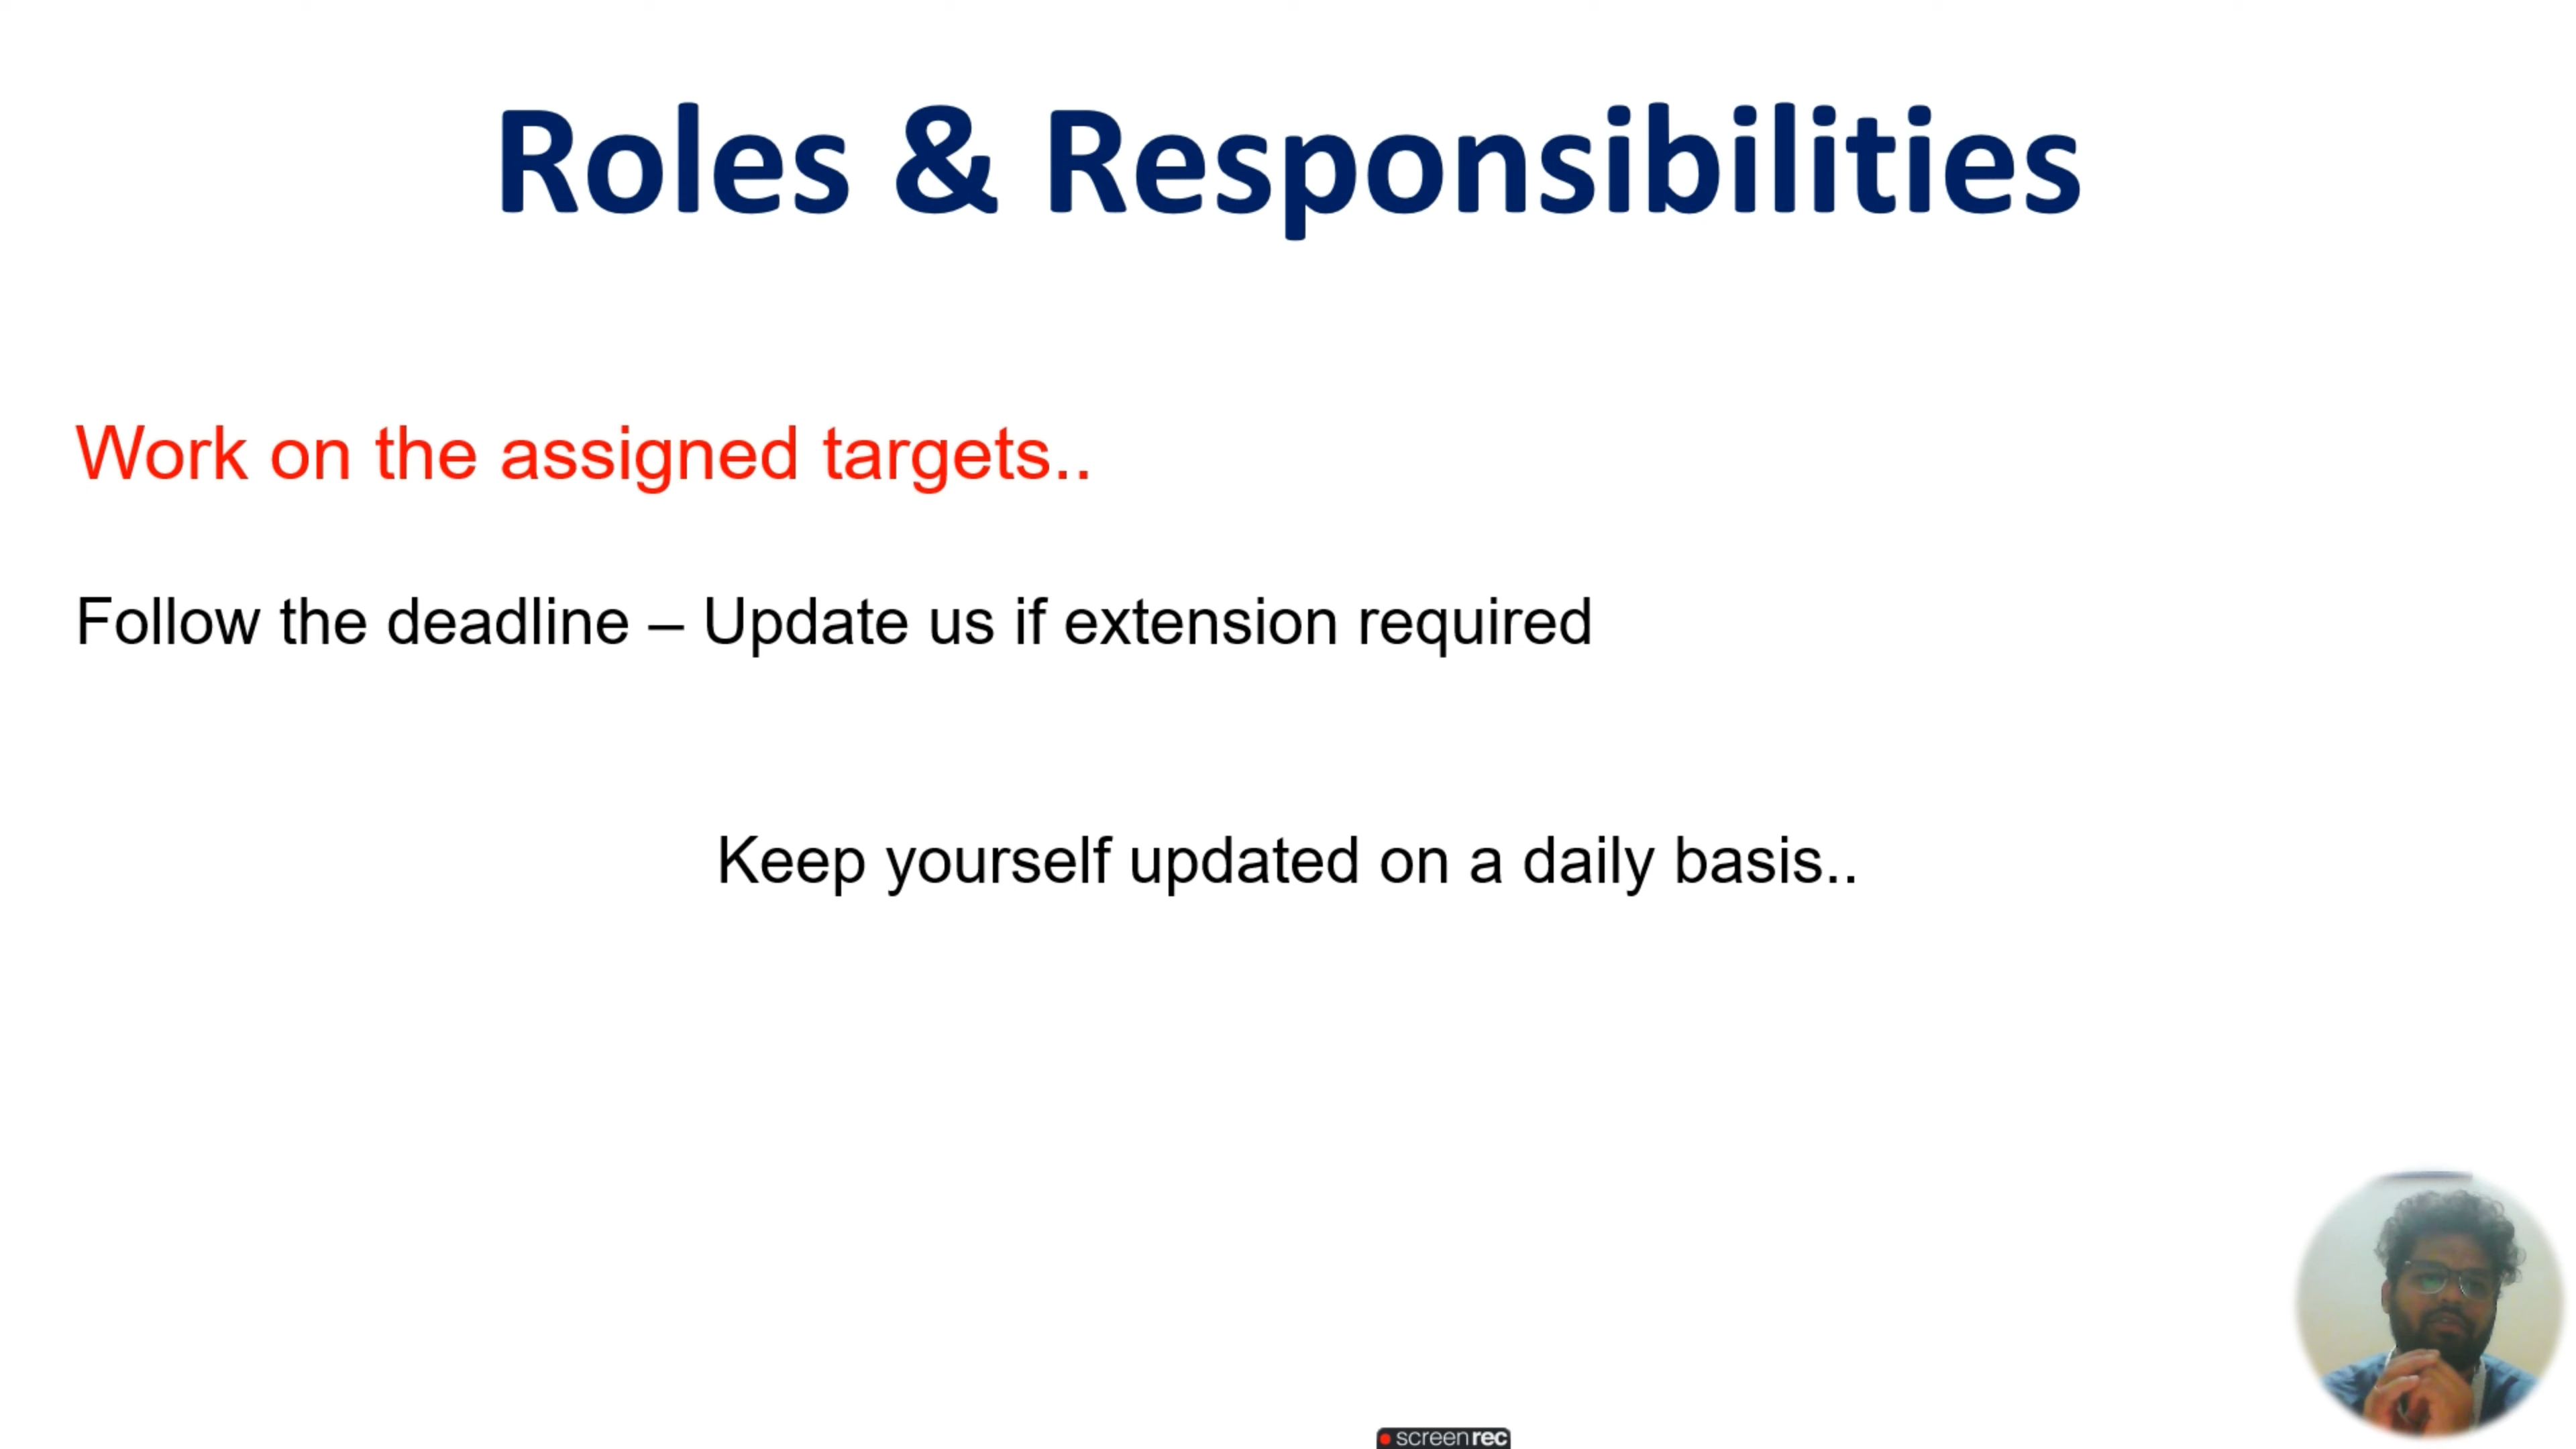 Roles & Responsibilities
Work on the assigned targets..
Follow the deadline – Update us if extension required
Keep yourself updated on a daily basis..
screenrec